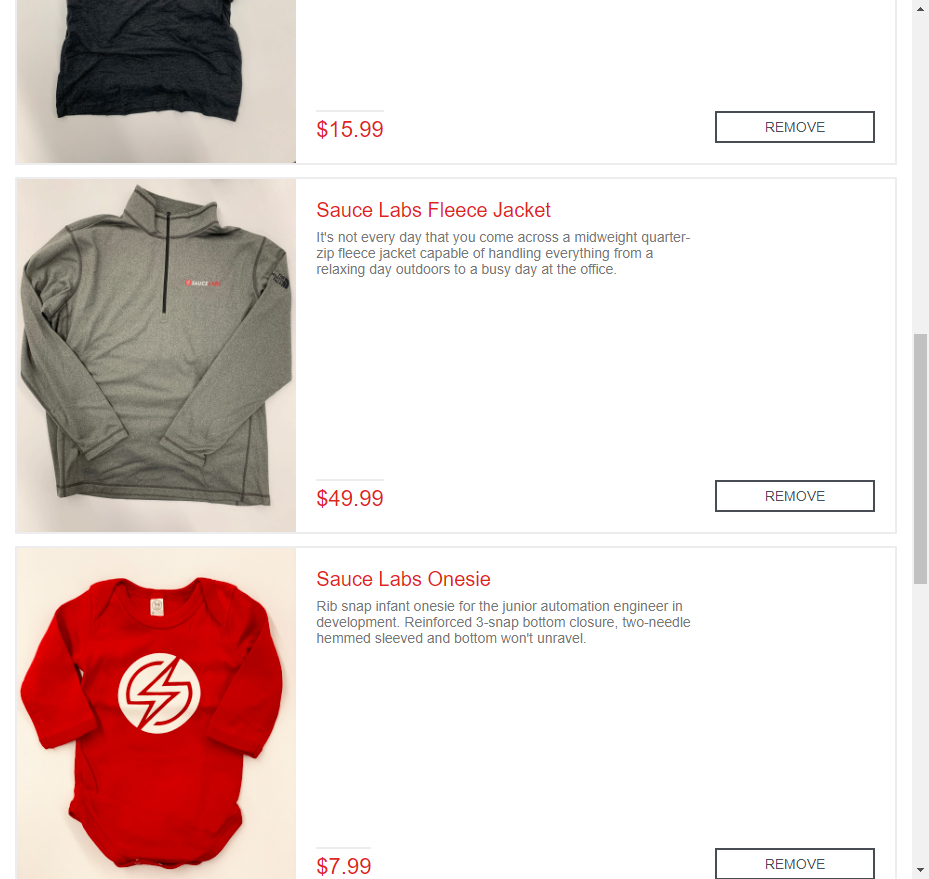 $15.99
REMOVE
Sauce Labs Fleece Jacket
It's not every day that you come across a midweight quarter-
zip fleece jacket capable of handling everything from a
relaxing day outdoors to a busy day at the office.
$49.99
REMOVE
Sauce Labs Onesie
Rib snap infant onesie for the junior automation engineer in
development. Reinforced 3-snap bottom closure, two-needle
hemmed sleeved and bottom won't unravel.
$7.99
REMOVE